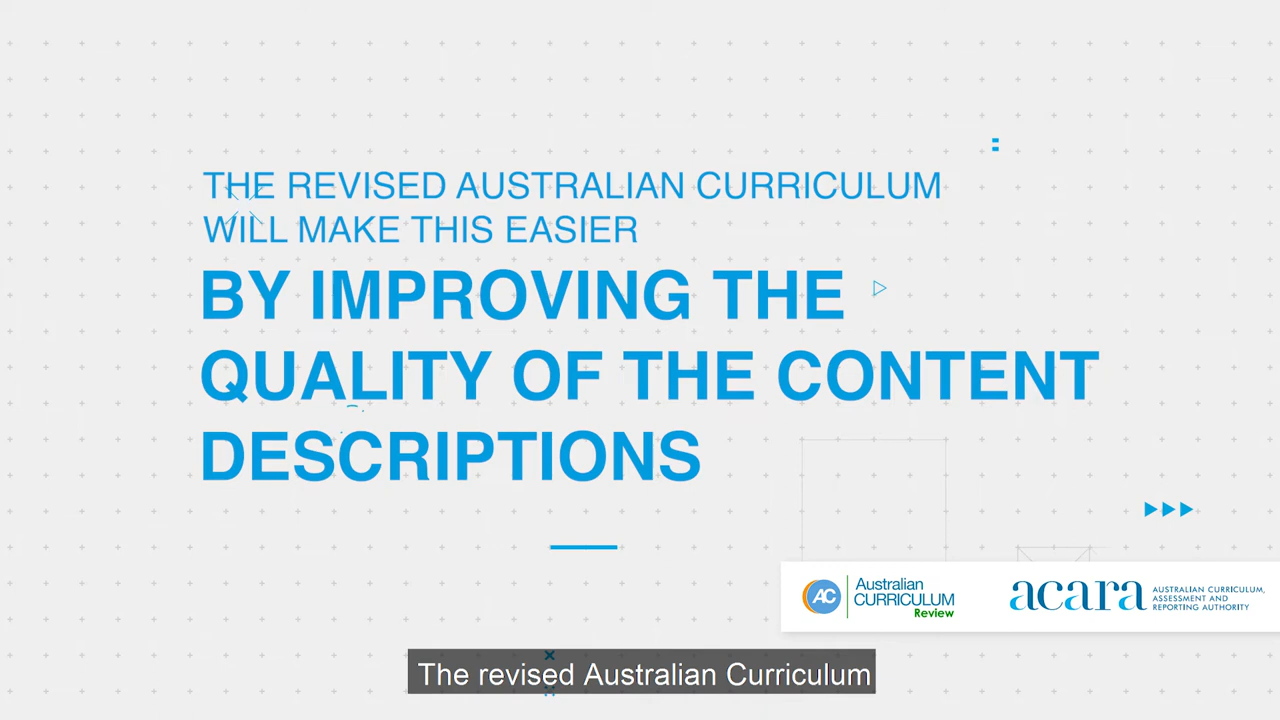 THE REVISED AUSTRALIAN CURRICULUM
WILL MAKE THIS EASIER
BY IMPROVING THE
QUALITY OF THE CONTENT
DESCRIPTIONS
AC
Australian
CURRICULUM
Review
acara
AUSTRALIAN CURRICULUM,
ASSESSMENT AND
REPORTING AUTHORITY
The revised Australian Curriculum